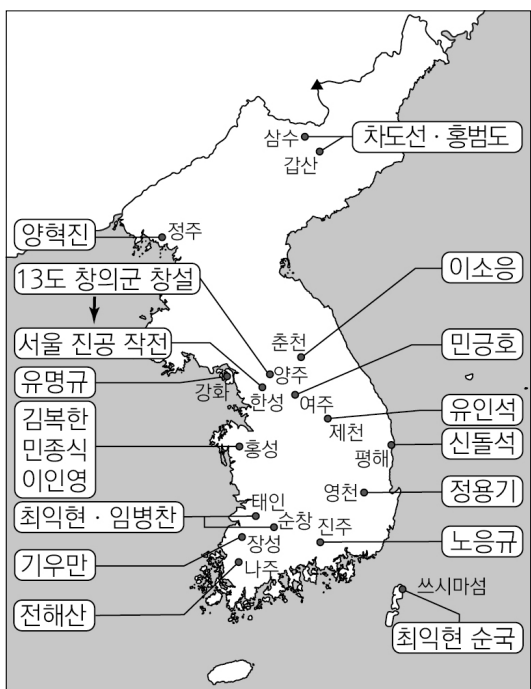 삼수
갑산
차도선 · 홍범도
양혁진
정주
13도 창의군 창설
이소응
서울 진공 작전
춘천
민긍호
유명규
양주
강화
한성
여주
유인석
김복한
민종식
이인영
제천
홍성
신돌석
평해
영천
정용기
태인
최익현 · 임병찬
순창
진주
노응규
기우만
장성
나주
쓰시마섬
전해산
최익현 순국